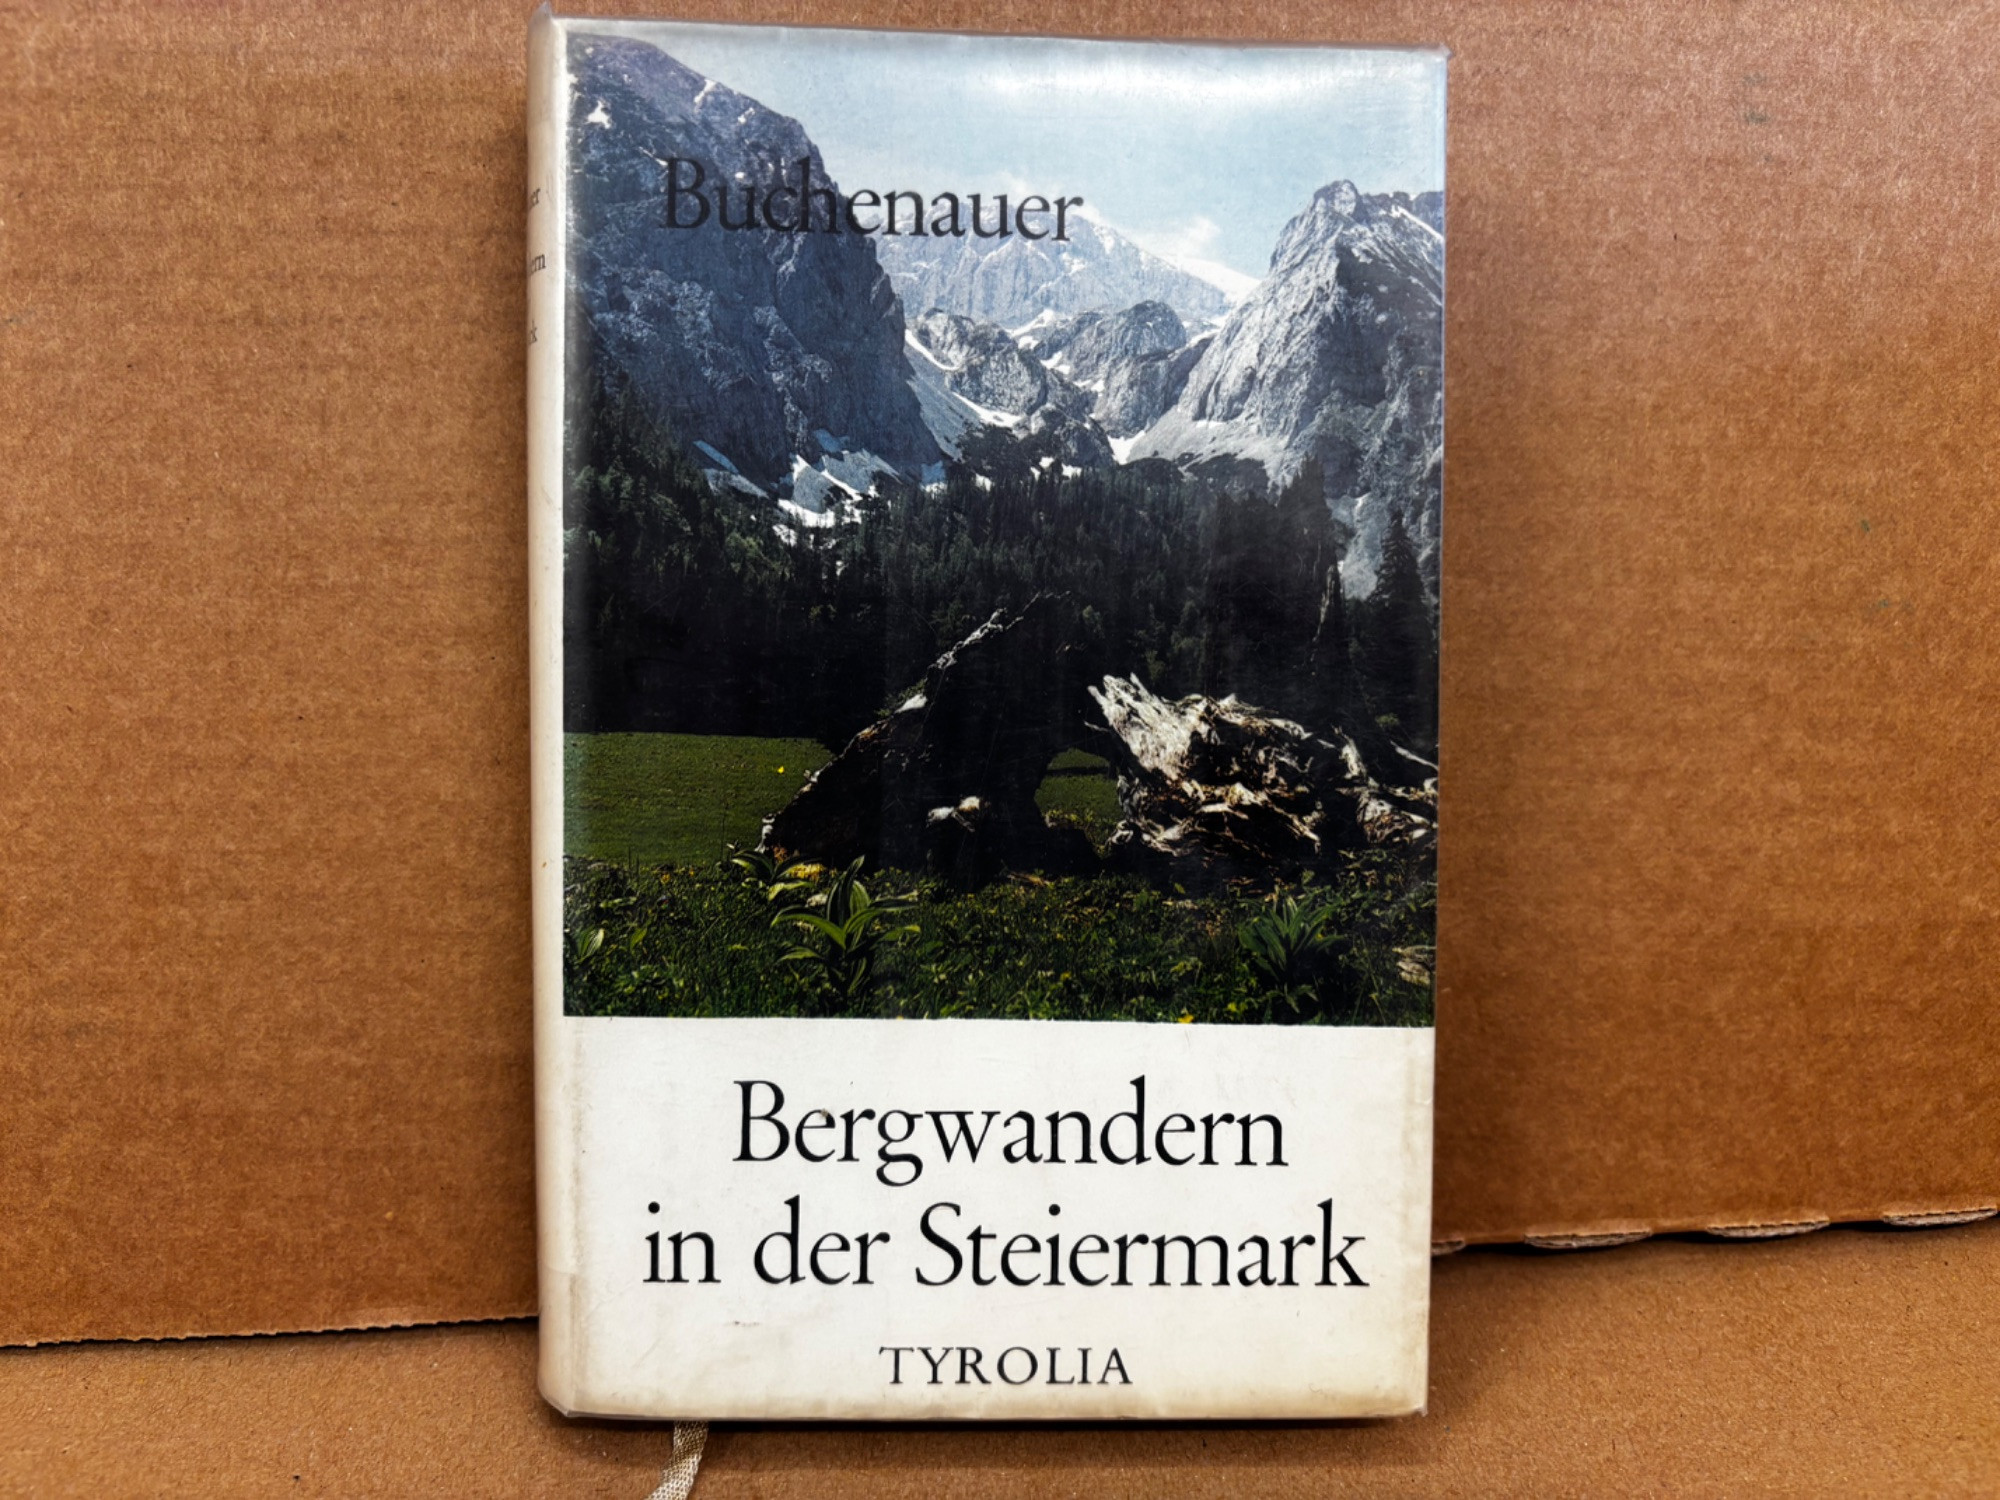 Buchenauer
Bergwandern
in der Steiermark
TYROLIA